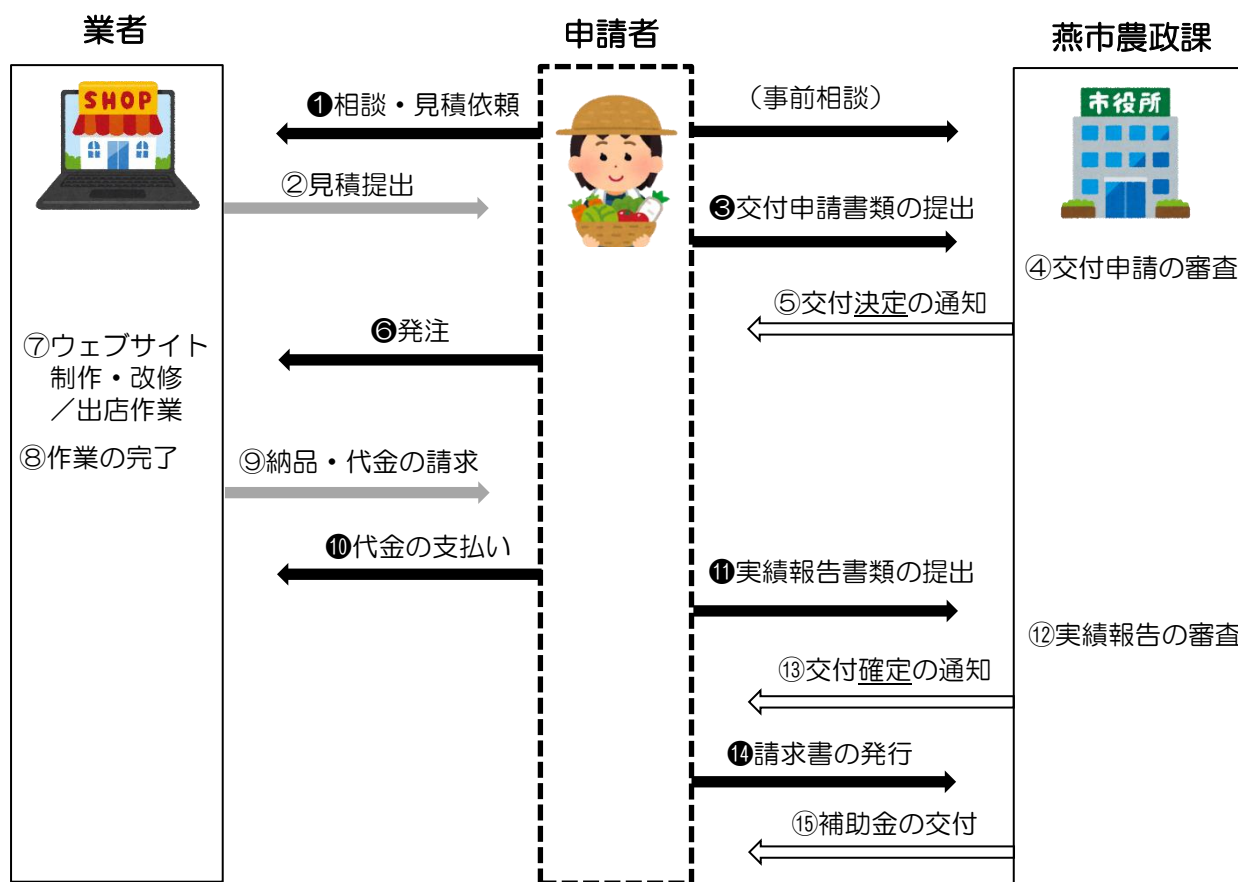 業者
申請者
燕市農政課
SHOP
市役所
❶相談・見積依頼
（事前相談）
②見積提出
❸交付申請書類の提出
④交付申請の審査
⑤交付決定の通知
❻発注
⑦ウェブサイト
制作・改修
／出店作業
⑧作業の完了
⑨納品・代金の請求
❿代金の支払い
⓫実績報告書類の提出
⑫実績報告の審査
⑬交付確定の通知
⓮請求書の発行
⑮補助金の交付